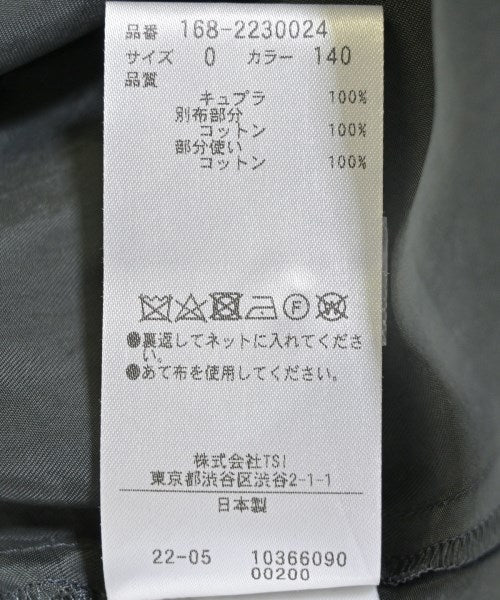 品番 168-2230024
サイズ 0 カラー 140
品質
キュプラ 100%
別布部分
コットン 100%
部分使い
コットン 100%
F W
●裏返してネットに入れてくださ
い。
●あて布を使用してください。
株式会社TSI
東京都渋谷区渋谷2-1-1
日本製
22-05 10366090
00200